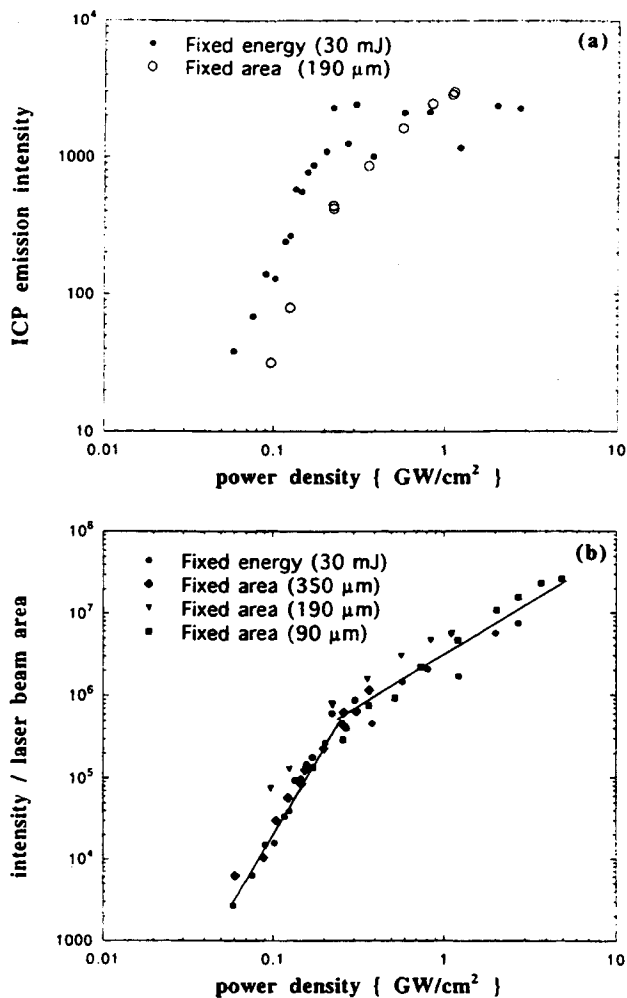 (a)
Fixed energy (30 mJ)
Fixed area (190 μm)
ICP emission intensity
10⁴
1000
100
10
0.01
0.1
1
10
power density { GW/cm² }
(b)
Fixed energy (30 mJ)
Fixed area (350 μm)
Fixed area (190 μm)
Fixed area (90 μm)
intensity / laser beam area
10⁸
10⁷
10⁶
10⁵
10⁴
1000
0.01
0.1
1
10
power density { GW/cm² }